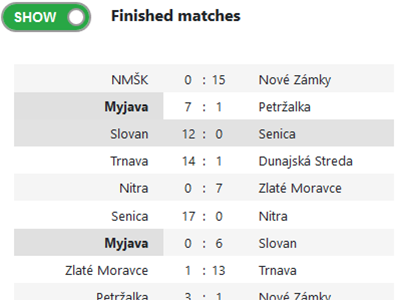 SHOW Finished matches
NMŠK 0 : 15 Nové Zámky
Myjava 7 : 1 Petržalka
Slovan 12 : 0 Senica
Trnava 14 : 1 Dunajská Streda
Nitra 0 : 7 Zlaté Moravce
Senica 17 : 0 Nitra
Myjava 0 : 6 Slovan
Zlaté Moravce 1 : 13 Trnava
Petržalka 3 : 1 Nové Zámky